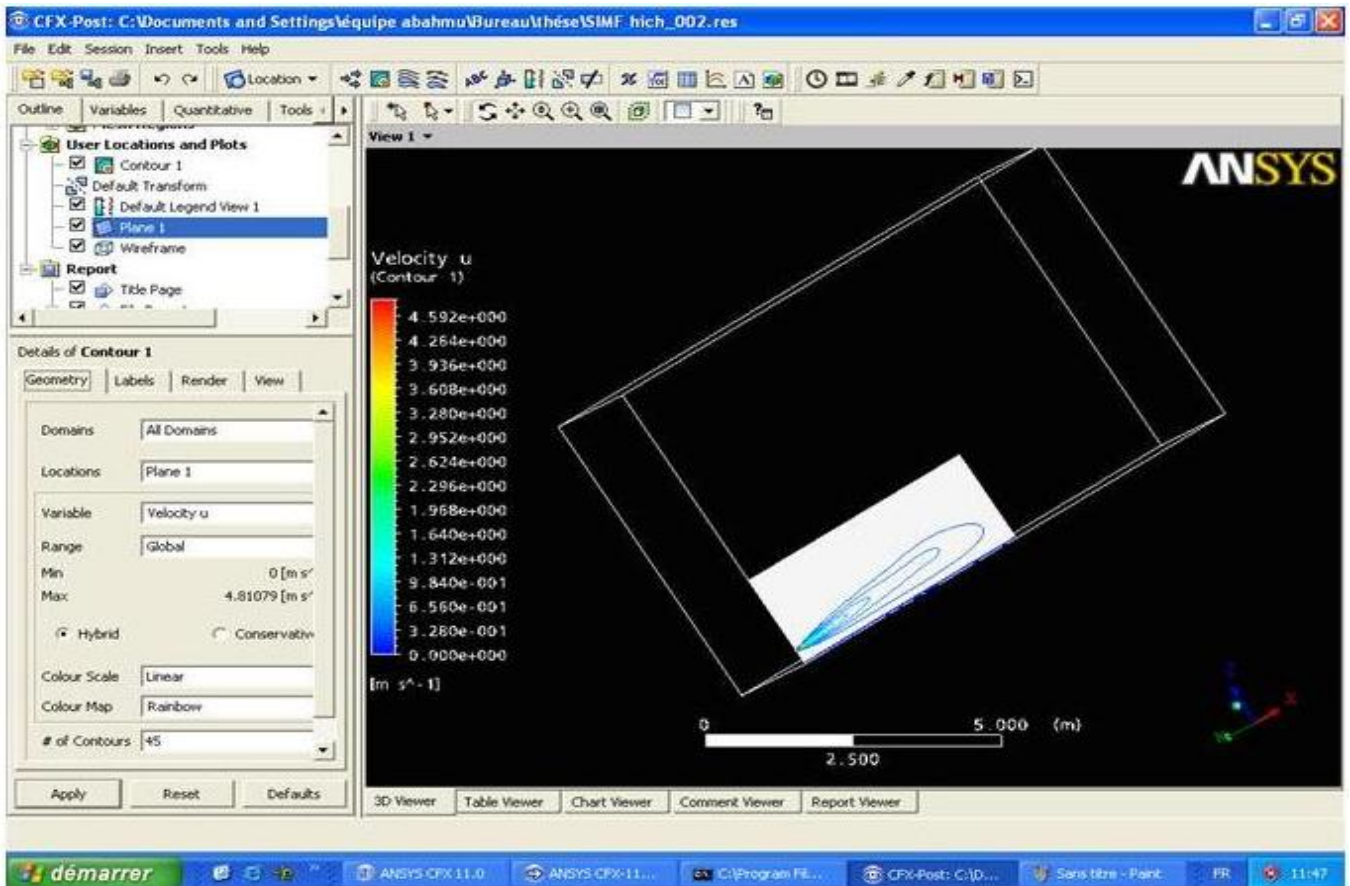 CFX-Post: C:\Documents and Settings\équipe abahmu\Bureau\thése\SIMF hich_002.res
File Edit Session Insert Tools Help
Location
Outline Variables Quantitative Tools
Mesh Regions
User Locations and Plots
Contour 1
Default Transform
Default Legend View 1
Plane 1
Wireframe
Report
Title Page
Details of Contour 1
Geometry Labels Render View
Domains All Domains
Locations Plane 1
Variable Velocity u
Range Global
Min 0 [m s^
Max 4.81079 [m s^
Hybrid Conservativ
Colour Scale Linear
Colour Map Rainbow
# of Contours 45
Apply Reset Defaults
View 1
ANSYS
Velocity u
(Contour 1)
4.592e+000
4.264e+000
3.936e+000
3.608e+000
3.280e+000
2.952e+000
2.624e+000
2.296e+000
1.968e+000
1.640e+000
1.312e+000
9.840e-001
6.560e-001
3.280e-001
0.000e+000
[m s^-1]
0 5.000 (m)
2.500
X
3D Viewer Table Viewer Chart Viewer Comment Viewer Report Viewer
démarrer ANSYS CFX 11.0 ANSYS CFX-11.... C:\Program Fil... CFX-Post: C:\D... Sans titre - Paint FR 11:47